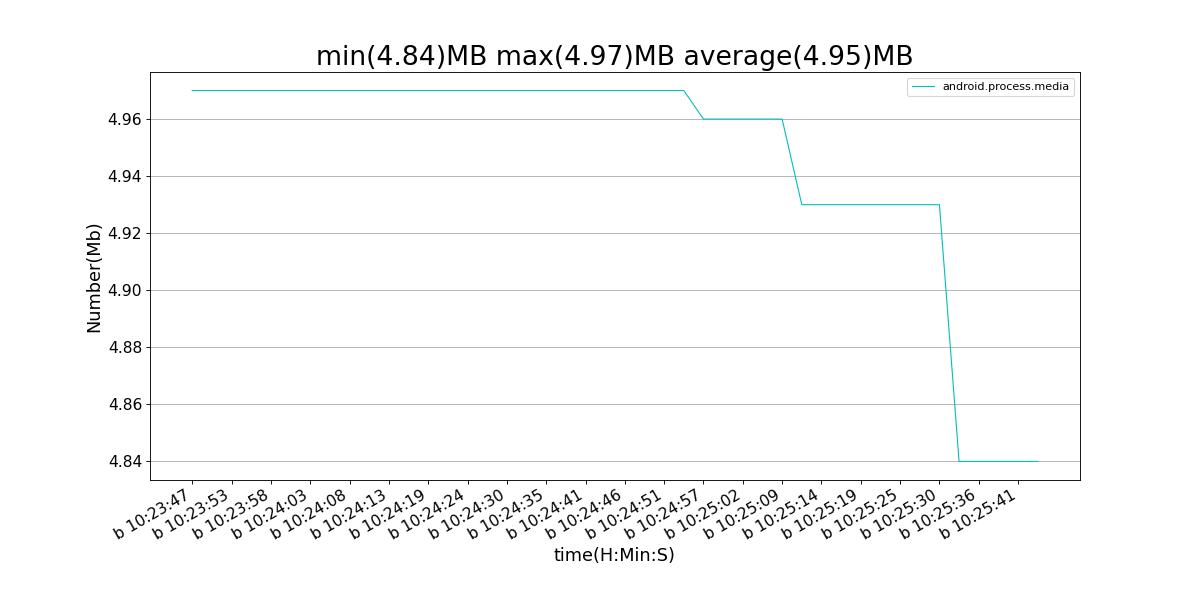 min(4.84)MB max(4.97)MB average(4.95)MB
android.process.media
4.96
4.94
4.92
4.90
4.88
4.86
4.84
Number(Mb)
b 10:23:47
b 10:23:53
b 10:23:58
b 10:24:03
b 10:24:08
b 10:24:13
b 10:24:19
b 10:24:24
b 10:24:30
b 10:24:35
b 10:24:41
b 10:24:46
b 10:24:51
b 10:24:57
b 10:25:02
b 10:25:09
b 10:25:14
b 10:25:19
b 10:25:25
b 10:25:30
b 10:25:36
b 10:25:41
time(H:Min:S)